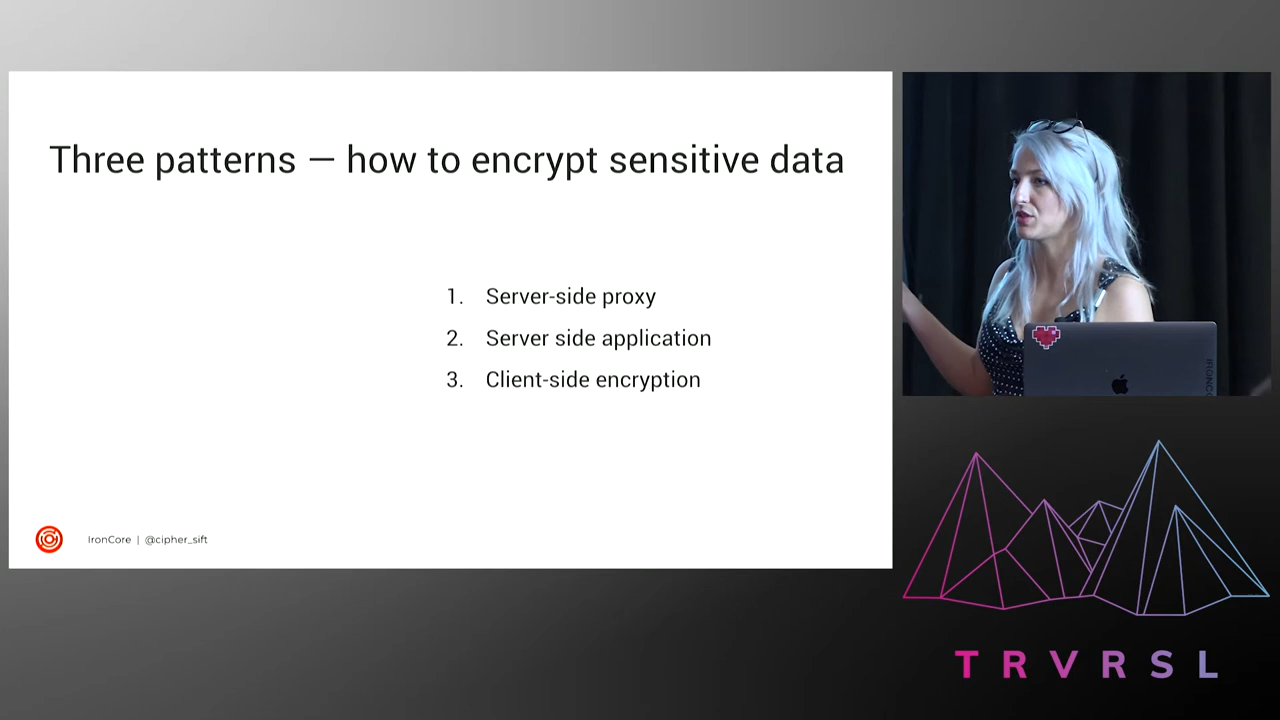 Three patterns — how to encrypt sensitive data
1. Server-side proxy
2. Server side application
3. Client-side encryption
IronCore | @cipher_sift
TRVRSL